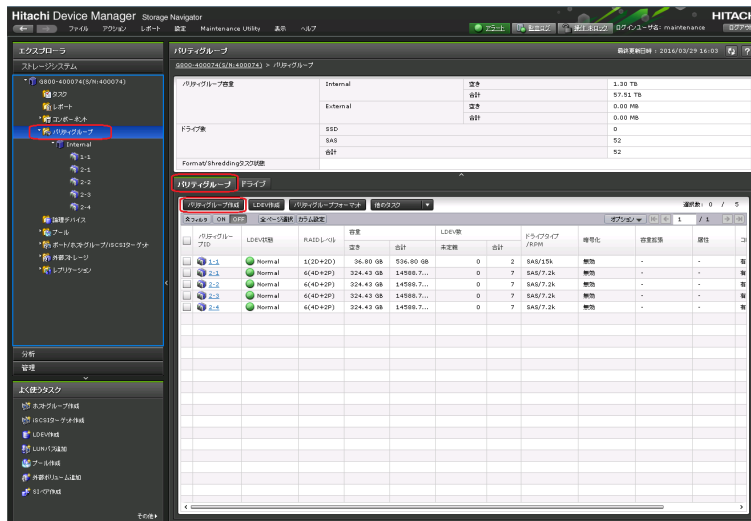 Hitachi Device Manager Storage Navigator
HITACHI
ファイル アクション レポート 設定 Maintenance Utility 表示 ヘルプ
ログインユーザ名: maintenance
エクスプローラ
ストレージシステム
G800-400074(S/N:400074)
タスク
レポート
コンポーネント
パリティグループ
Internal
1-1
2-1
2-2
2-3
2-4
論理デバイス
プール
ポート/ホストグループ/iSCSIターゲット
外部ストレージ
レプリケーション
分析
管理
よく使うタスク
ホストグループ作成
iSCSIターゲット作成
LDEV作成
LUNパス追加
プール作成
外部ボリューム追加
SIペア作成
その他
パリティグループ
最終更新日時 : 2016/03/29 16:03
G800-400074(S/N:400074) > パリティグループ
パリティグループ容量 Internal 空き 1.30 TB
合計 57.51 TB
External 空き 0.00 MB
合計 0.00 MB
ドライブ数 SSD 0
SAS 52
合計 52
Format/Shreddingタスク状態
パリティグループ ドライブ
パリティグループ作成 LDEV作成 パリティグループフォーマット 他のタスク 選択数: 0 / 5
フィルタ ON OFF 全ページ選択 カラム設定 オプション 1 / 1
パリティグループID LDEV状態 RAIDレベル 容量 空き 合計 LDEV数 未定義 合計 ドライブタイプ/RPM 暗号化 容量拡張 属性
1-1 Normal 1(2D+2D) 36.80 GB 536.80 GB 0 2 SAS/15k 無効 - - 有
2-1 Normal 6(4D+2P) 324.43 GB 14588.7... 0 7 SAS/7.2k 無効 - - 有
2-2 Normal 6(4D+2P) 324.43 GB 14588.7... 0 7 SAS/7.2k 無効 - - 有
2-3 Normal 6(4D+2P) 324.43 GB 14588.7... 0 7 SAS/7.2k 無効 - - 有
2-4 Normal 6(4D+2P) 324.43 GB 14588.7... 0 7 SAS/7.2k 無効 - - 有